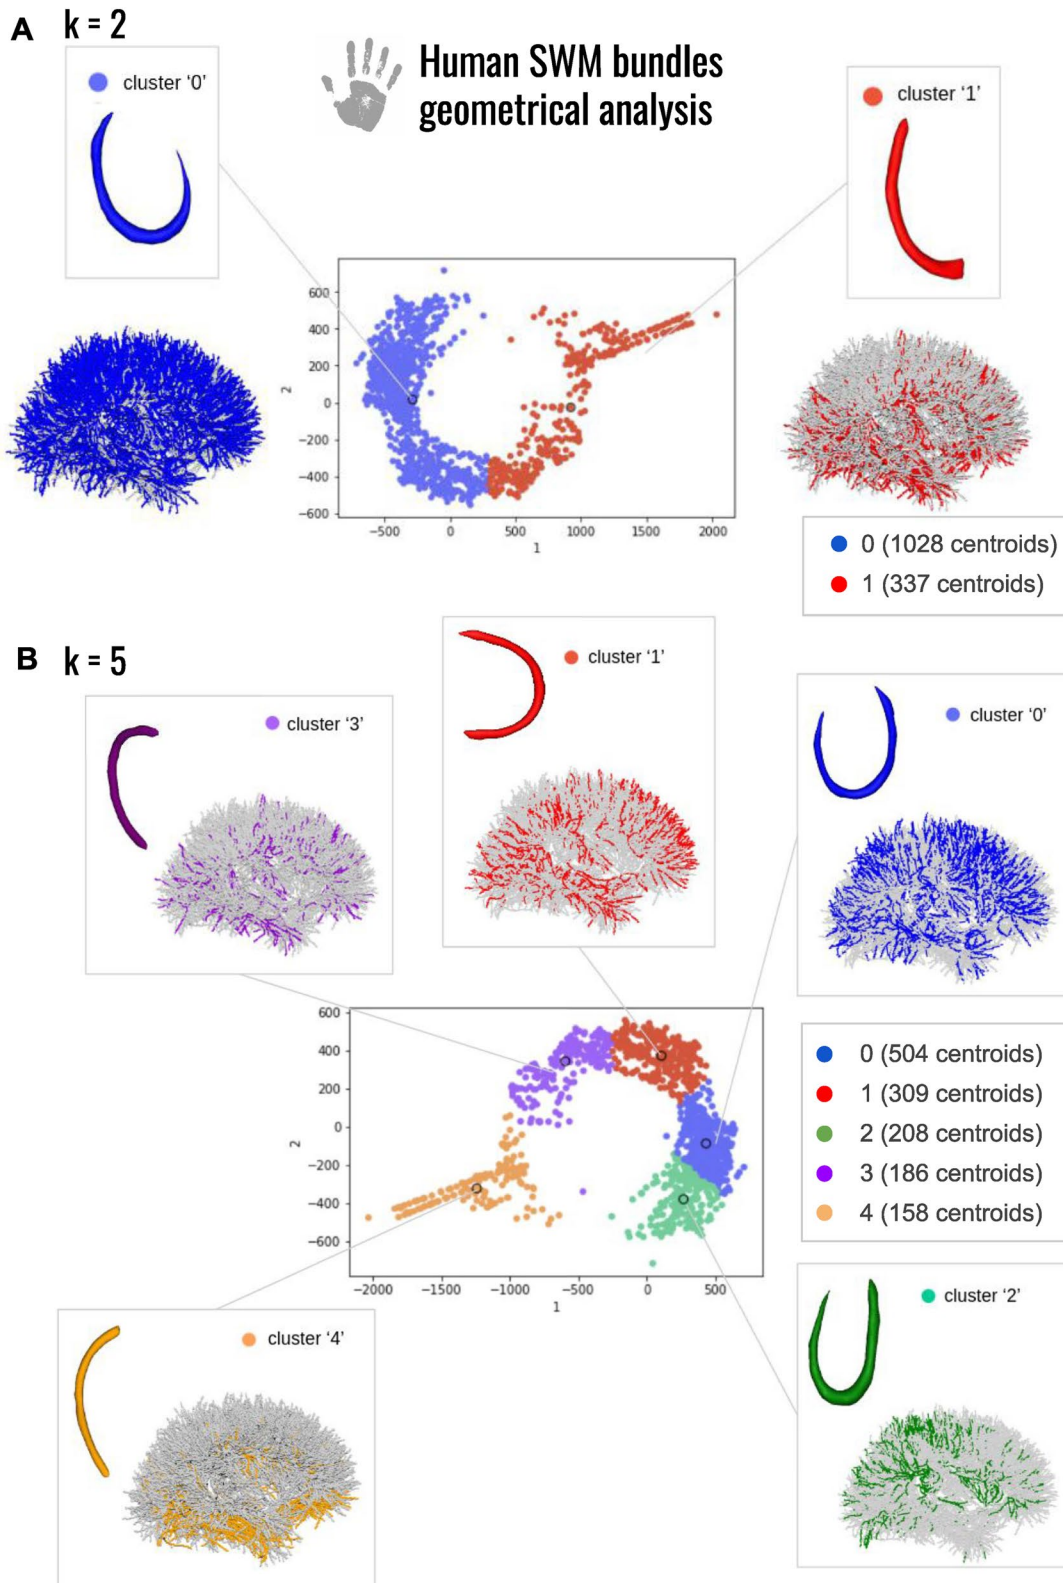 A k = 2
Human SWM bundles
geometrical analysis
cluster ‘0’
cluster ‘1’
600
400
200
0
−200
−400
−600
2
−500 0 500 1000 1500 2000
1
0 (1028 centroids)
1 (337 centroids)
B k = 5
cluster ‘3’
cluster ‘1’
cluster ‘0’
600
400
200
0
−200
−400
−600
2
−2000 −1500 −1000 −500 0 500
1
0 (504 centroids)
1 (309 centroids)
2 (208 centroids)
3 (186 centroids)
4 (158 centroids)
cluster ‘4’
cluster ‘2’